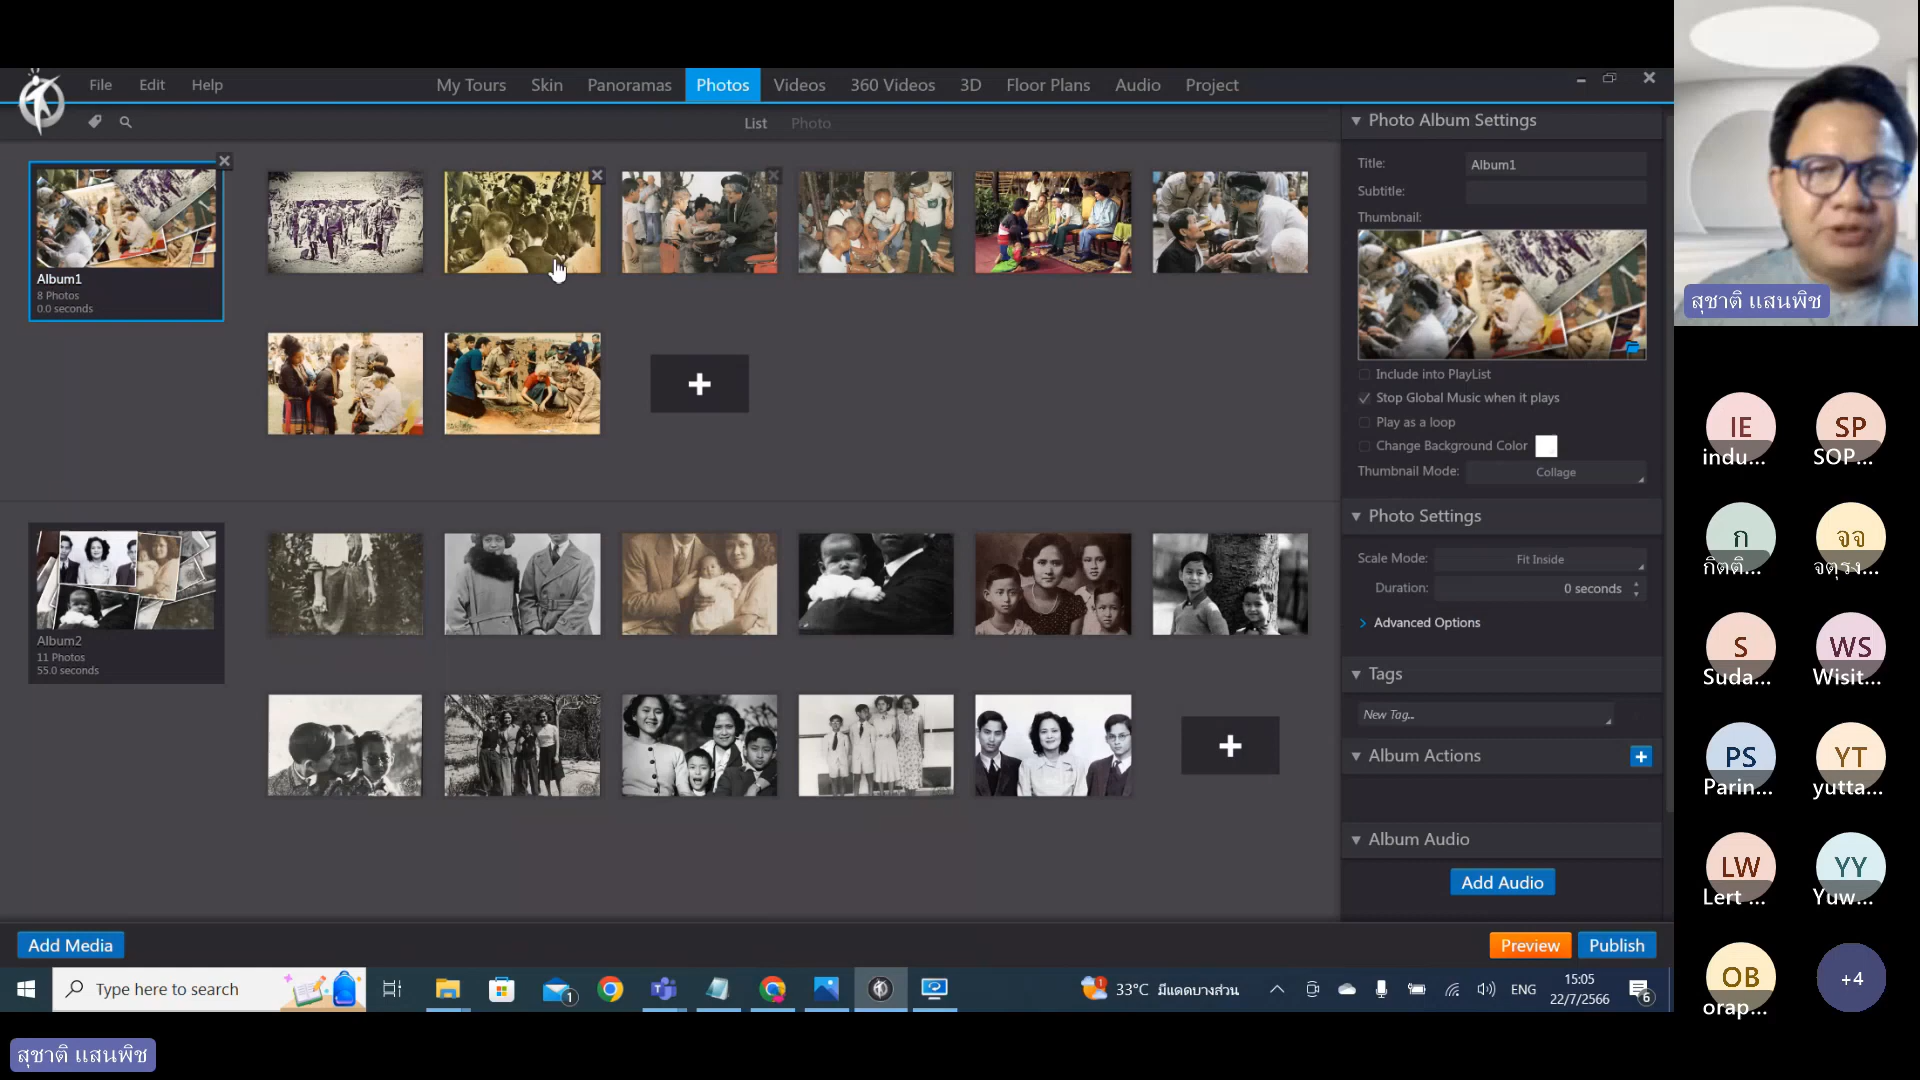 File Edit Help
My Tours Skin Panoramas Photos Videos 360 Videos 3D Floor Plans Audio Project
List Photo
Album1
8 Photos
0.0 seconds
Album2
11 Photos
55.0 seconds
Photo Album Settings
Title: Album1
Subtitle:
Thumbnail:
Include into PlayList
Stop Global Music when it plays
Play as a loop
Change Background Color
Thumbnail Mode: Collage
Photo Settings
Scale Mode: Fit Inside
Duration: 0 seconds
Advanced Options
Tags
New Tag...
Album Actions
Album Audio
Add Audio
Add Media
Preview Publish
Type here to search
1
1
33°C มีแดดบางส่วน
ENG
15:05
22/7/2566
6
สุชาติ แสนพิช
IE SP
indu... SOP...
ก จจ
กิตติ... จตุรง...
S WS
Suda... Wisit...
PS YT
Parin... yutta...
LW YY
Lert ... Yuw...
OB +4
orap...
สุชาติ แสนพิช